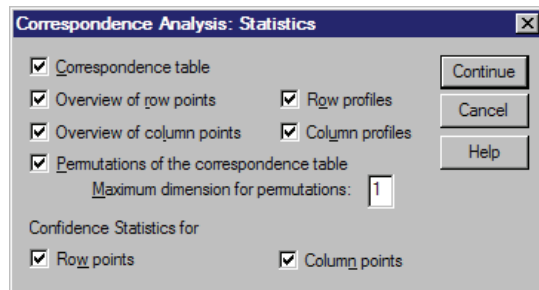 Correspondence Analysis: Statistics
Correspondence table
Continue
Overview of row points
Row profiles
Cancel
Overview of column points
Column profiles
Help
Permutations of the correspondence table
Maximum dimension for permutations: 1
Confidence Statistics for
Row points
Column points